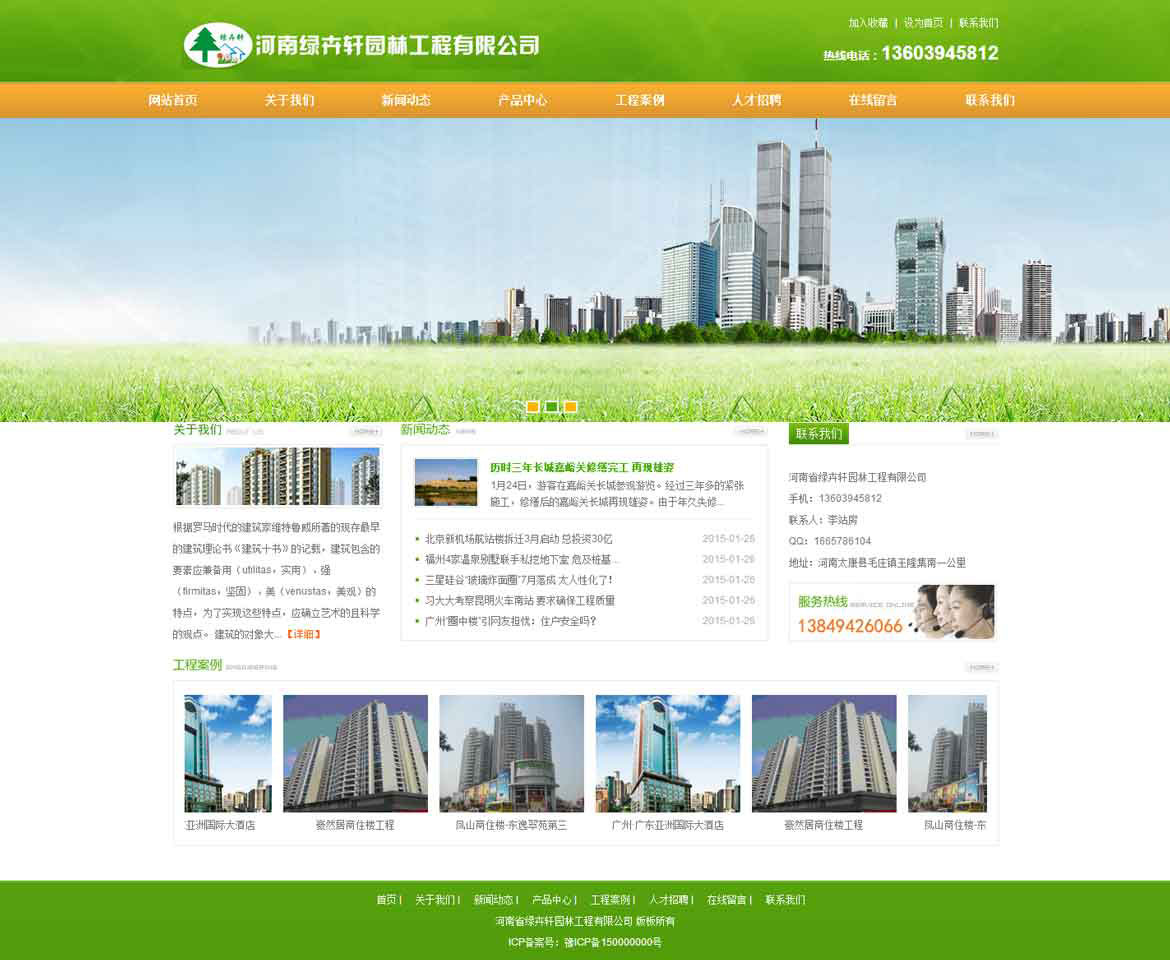 加入收藏 | 设为首页 | 联系我们
绿卉轩
河南绿卉轩园林工程有限公司
热线电话：13603945812
网站首页 关于我们 新闻动态 产品中心 工程案例 人才招聘 在线留言 联系我们
关于我们 ABOUT US
根据罗马时代的建筑家维特鲁威所著的现存最早
的建筑理论书《建筑十书》的记载，建筑包含的
要素应兼备用（utilitas，实用），强
（firmitas，坚固），美（venustas，美观）的
特点，为了实现这些特点，应确立艺术的且科学
的观点。 建筑的对象大...【详细】
新闻动态
历时三年长城嘉峪关修缮完工 再现雄姿
1月24日，游客在嘉峪关长城参观游览。经过三年多的紧张
施工，修缮后的嘉峪关长城再现雄姿。由于年久失修...
北京新机场航站楼拆迁3月启动 总投资30亿 2015-01-26
福州4家温泉别墅联手私挖地下室 危及桩基... 2015-01-26
三星硅谷“玻璃炸面圈”7月落成 太人性化了！ 2015-01-26
习大大考察昆明火车南站 要求确保工程质量 2015-01-26
广州“圈中楼”引网友担忧：住户安全吗？ 2015-01-26
联系我们
河南省绿卉轩园林工程有限公司
手机：13603945812
联系人：李站房
QQ：1665786104
地址：河南太康县毛庄镇王隆集南一公里
服务热线 SERVICE ONLINE
13849426066
工程案例
亚洲国际大酒店 豪然居商住楼工程 凤山商住楼-东逸翠苑第三 广州·广东亚洲国际大酒店 豪然居商住楼工程 凤山商住楼-东
首页 | 关于我们 | 新闻动态 | 产品中心 | 工程案例 | 人才招聘 | 在线留言 | 联系我们
河南省绿卉轩园林工程有限公司 版板所有
ICP备案号：豫ICP备150000000号